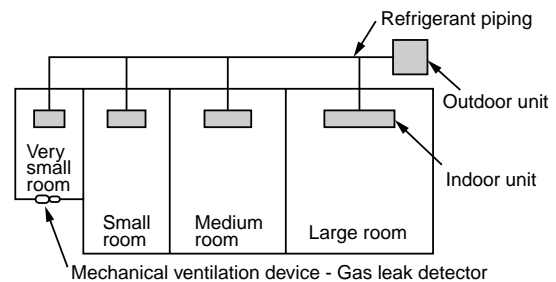 Refrigerant piping
Outdoor unit
Indoor unit
Very
small
room
Small
room
Medium
room
Large room
Mechanical ventilation device - Gas leak detector